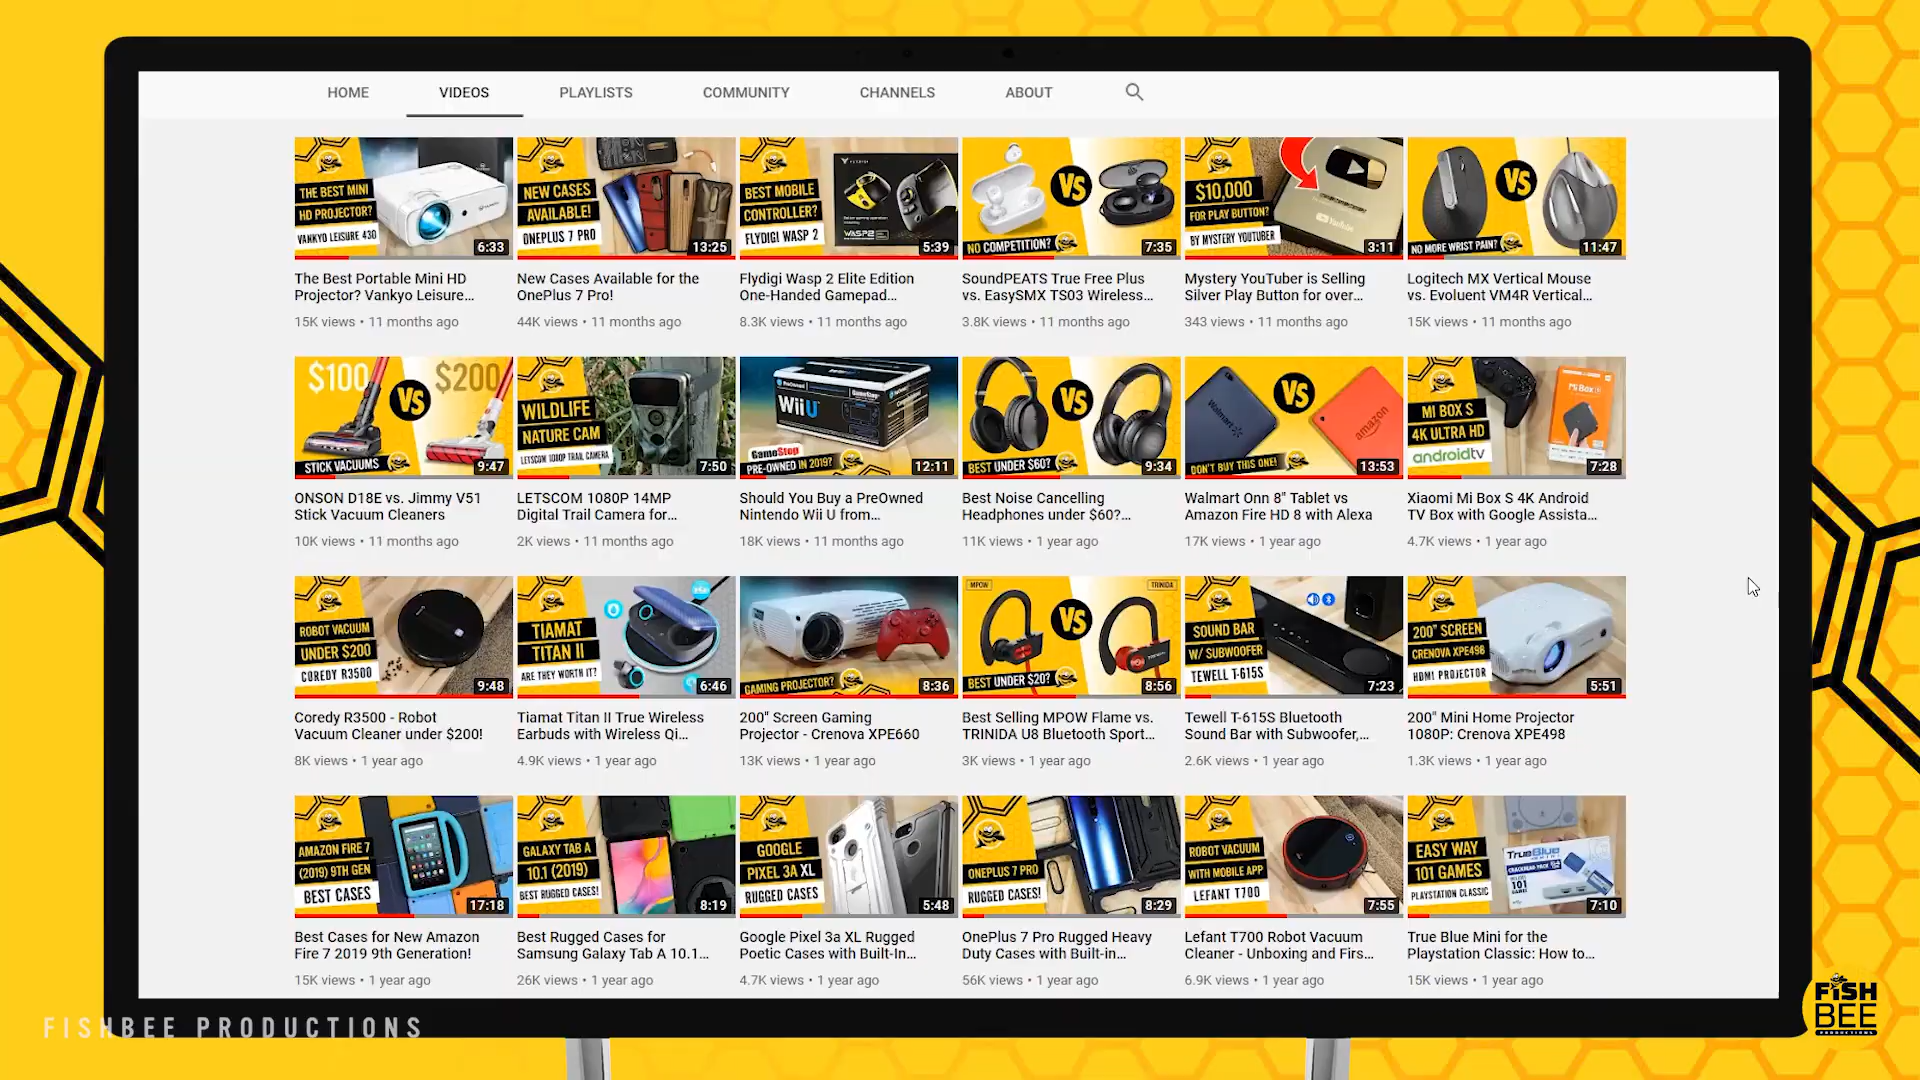 HOME VIDEOS PLAYLISTS COMMUNITY CHANNELS ABOUT
THE BEST MINI
HD PROJECTOR?
VANKYO LEISURE 430
6:33
NEW CASES
AVAILABLE!
ONEPLUS 7 PRO
13:25
BEST MOBILE
CONTROLLER?
FLYDIGI WASP 2
WASP2
5:39
VS
NO COMPETITION?
7:35
$10,000
FOR PLAY BUTTON?
BY MYSTERY YOUTUBER
YouTube
3:11
VS
NO MORE WRIST PAIN?
11:47
The Best Portable Mini HD
Projector? Vankyo Leisure...
15K views • 11 months ago
New Cases Available for the
OnePlus 7 Pro!
44K views • 11 months ago
Flydigi Wasp 2 Elite Edition
One-Handed Gamepad...
8.3K views • 11 months ago
SoundPEATS True Free Plus
vs. EasySMX TS03 Wireless...
3.8K views • 11 months ago
Mystery YouTuber is Selling
Silver Play Button for over...
343 views • 11 months ago
Logitech MX Vertical Mouse
vs. Evoluent VM4R Vertical...
15K views • 11 months ago
$100 VS $200
STICK VACUUMS
9:47
WILDLIFE
NATURE CAM
LETSCOM 1080P TRAIL CAMERA
7:50
WiiU
GameStop
PRE-OWNED IN 2019?
12:11
VS
BEST UNDER $60?
9:34
Walmart
VS
amazon
DON'T BUY THIS ONE!
13:53
MI BOX S
4K ULTRA HD
androidtv
7:28
ONSON D18E vs. Jimmy V51
Stick Vacuum Cleaners
10K views • 11 months ago
LETSCOM 1080P 14MP
Digital Trail Camera for...
2K views • 11 months ago
Should You Buy a PreOwned
Nintendo Wii U from...
18K views • 11 months ago
Best Noise Cancelling
Headphones under $60?...
11K views • 1 year ago
Walmart Onn 8" Tablet vs
Amazon Fire HD 8 with Alexa
17K views • 1 year ago
Xiaomi Mi Box S 4K Android
TV Box with Google Assista...
4.7K views • 1 year ago
ROBOT VACUUM
UNDER $200
COREDY R3500
9:48
TIAMAT
TITAN II
ARE THEY WORTH IT?
6:46
GAMING PROJECTOR?
8:36
MPOW
VS
TRINIDA
BEST UNDER $20?
8:56
SOUND BAR
W/ SUBWOOFER
TEWELL T-615S
7:23
200" SCREEN
CRENOVA XPE498
HDMI PROJECTOR
5:51
Coredy R3500 - Robot
Vacuum Cleaner under $200!
8K views • 1 year ago
Tiamat Titan II True Wireless
Earbuds with Wireless Qi...
4.9K views • 1 year ago
200" Screen Gaming
Projector - Crenova XPE660
13K views • 1 year ago
Best Selling MPOW Flame vs.
TRINIDA U8 Bluetooth Sport...
3K views • 1 year ago
Tewell T-615S Bluetooth
Sound Bar with Subwoofer,...
2.6K views • 1 year ago
200" Mini Home Projector
1080P: Crenova XPE498
1.3K views • 1 year ago
AMAZON FIRE 7
(2019) 9TH GEN
BEST CASES
17:18
GALAXY TAB A
10.1 (2019)
BEST RUGGED CASES!
8:19
GOOGLE
PIXEL 3A XL
RUGGED CASES
5:48
ONEPLUS 7 PRO
RUGGED CASES!
8:29
ROBOT VACUUM
WITH MOBILE APP
LEFANT T700
7:55
EASY WAY
101 GAMES
PLAYSTATION CLASSIC
TrueBlue
101
GAMES
7:10
Best Cases for New Amazon
Fire 7 2019 9th Generation!
15K views • 1 year ago
Best Rugged Cases for
Samsung Galaxy Tab A 10.1...
26K views • 1 year ago
Google Pixel 3a XL Rugged
Poetic Cases with Built-In...
4.7K views • 1 year ago
OnePlus 7 Pro Rugged Heavy
Duty Cases with Built-in...
56K views • 1 year ago
Lefant T700 Robot Vacuum
Cleaner - Unboxing and Firs...
6.9K views • 1 year ago
True Blue Mini for the
Playstation Classic: How to...
15K views • 1 year ago
FISHBEE PRODUCTIONS
FISH
BEE
PRODUCTIONS